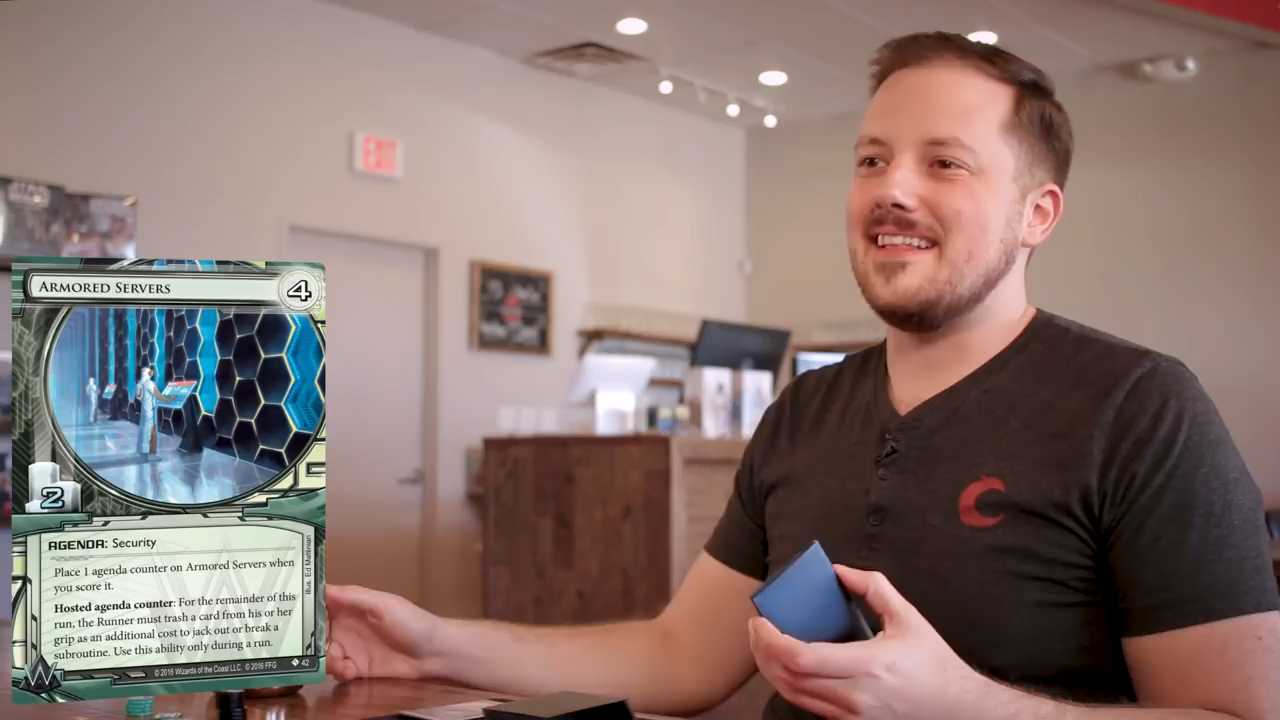 EXIT
STAR
WARS
ARMORED SERVERS
4
2
AGENDA: Security
Place 1 agenda counter on Armored Servers when
you score it.
Hosted agenda counter: For the remainder of this
run, the Runner must trash a card from his or her
grip as an additional cost to jack out or break a
subroutine. Use this ability only during a run.
Illus. Ed Mattinian
© 2016 Wizards of the Coast LLC. © 2016 FFG
42